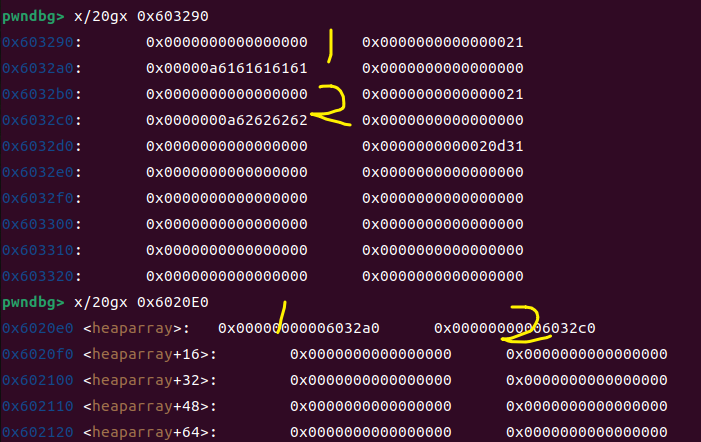 pwndbg> x/20gx 0x603290
0x603290: 0x0000000000000000 0x0000000000000021
0x6032a0: 0x00000a6161616161 0x0000000000000000
0x6032b0: 0x0000000000000000 0x0000000000000021
0x6032c0: 0x0000000a62626262 0x0000000000000000
0x6032d0: 0x0000000000000000 0x0000000000020d31
0x6032e0: 0x0000000000000000 0x0000000000000000
0x6032f0: 0x0000000000000000 0x0000000000000000
0x603300: 0x0000000000000000 0x0000000000000000
0x603310: 0x0000000000000000 0x0000000000000000
0x603320: 0x0000000000000000 0x0000000000000000
1
2
pwndbg> x/20gx 0x6020E0
1 2
0x6020e0 <heaparray>: 0x00000000006032a0 0x00000000006032c0
0x6020f0 <heaparray+16>: 0x0000000000000000 0x0000000000000000
0x602100 <heaparray+32>: 0x0000000000000000 0x0000000000000000
0x602110 <heaparray+48>: 0x0000000000000000 0x0000000000000000
0x602120 <heaparray+64>: 0x0000000000000000 0x0000000000000000